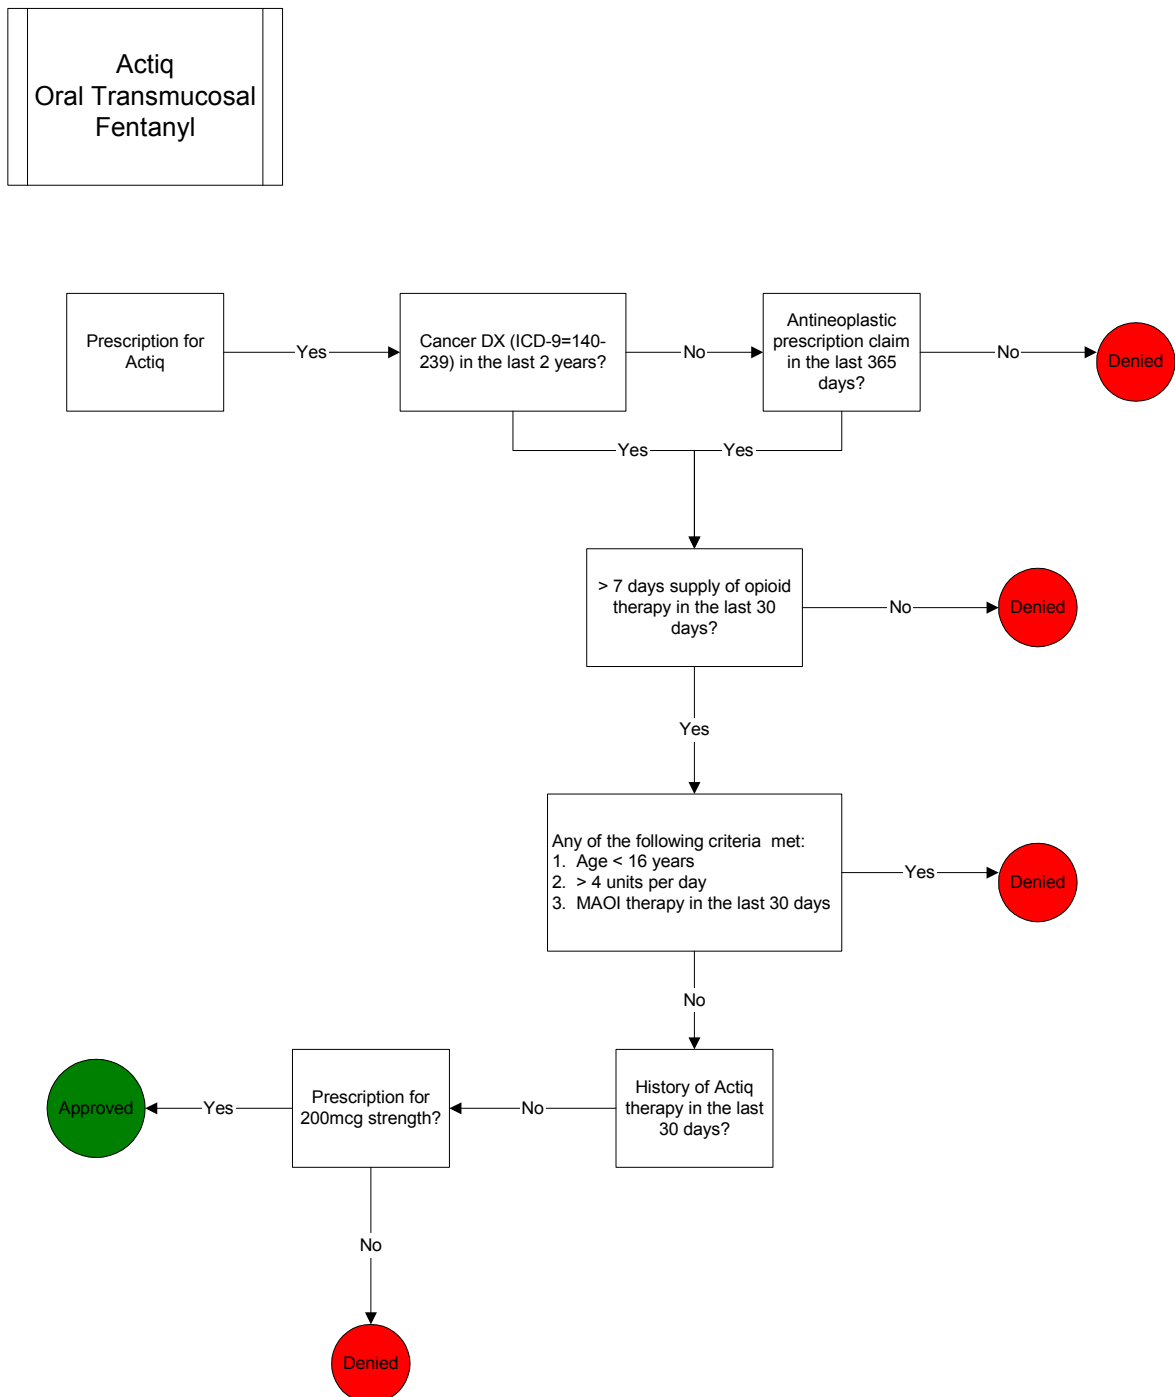 Actiq
Oral Transmucosal
Fentanyl
Prescription for
Actiq
Yes
Cancer DX (ICD-9=140-
239) in the last 2 years?
No
Antineoplastic
prescription claim
in the last 365
days?
No
Denied
Yes
Yes
> 7 days supply of opioid
therapy in the last 30
days?
No
Denied
Yes
Any of the following criteria met:
1. Age < 16 years
2. > 4 units per day
3. MAOI therapy in the last 30 days
Yes
Denied
No
History of Actiq
therapy in the last
30 days?
No
Prescription for
200mcg strength?
Yes
Approved
No
Denied